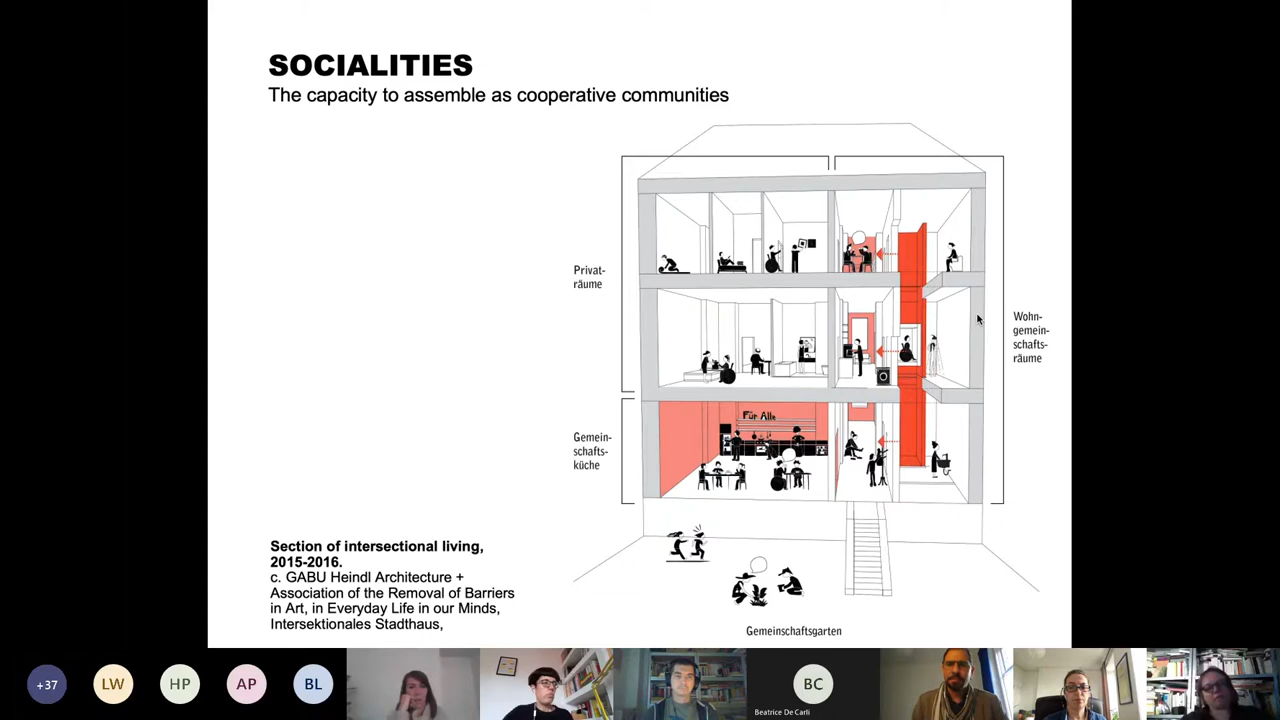 SOCIALITIES
The capacity to assemble as cooperative communities
Privat-
räume
Wohn-
gemein-
schafts-
räume
Für Alle
Gemein-
schafts-
küche
Section of intersectional living,
2015-2016.
c. GABU Heindl Architecture +
Association of the Removal of Barriers
in Art, in Everyday Life in our Minds,
Intersektionales Stadthaus,
Gemeinschaftsgarten
+37
LW
HP
AP
BL
BC
Beatrice De Carli